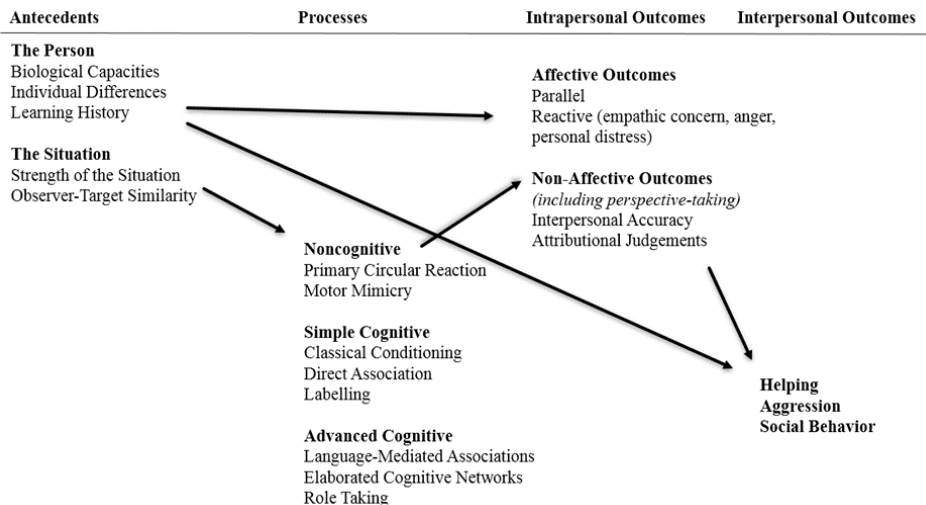 Antecedents
Processes
Intrapersonal Outcomes
Interpersonal Outcomes
The Person
Biological Capacities
Individual Differences
Learning History
The Situation
Strength of the Situation
Observer-Target Similarity
Noncognitive
Primary Circular Reaction
Motor Mimicry
Simple Cognitive
Classical Conditioning
Direct Association
Labelling
Advanced Cognitive
Language-Mediated Associations
Elaborated Cognitive Networks
Role Taking
Affective Outcomes
Parallel
Reactive (empathic concern, anger,
personal distress)
Non-Affective Outcomes
(including perspective-taking)
Interpersonal Accuracy
Attributional Judgements
Helping
Aggression
Social Behavior